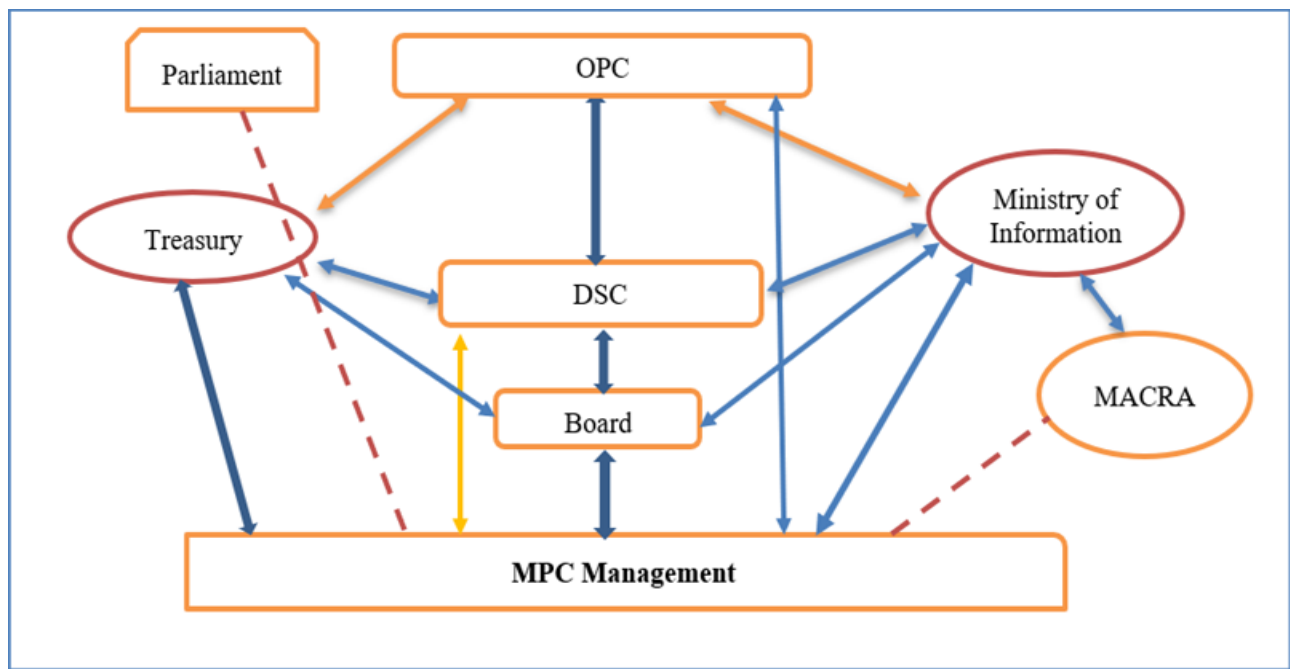 Parliament
OPC
Treasury
Ministry of
Information
DSC
MACRA
Board
MPC Management